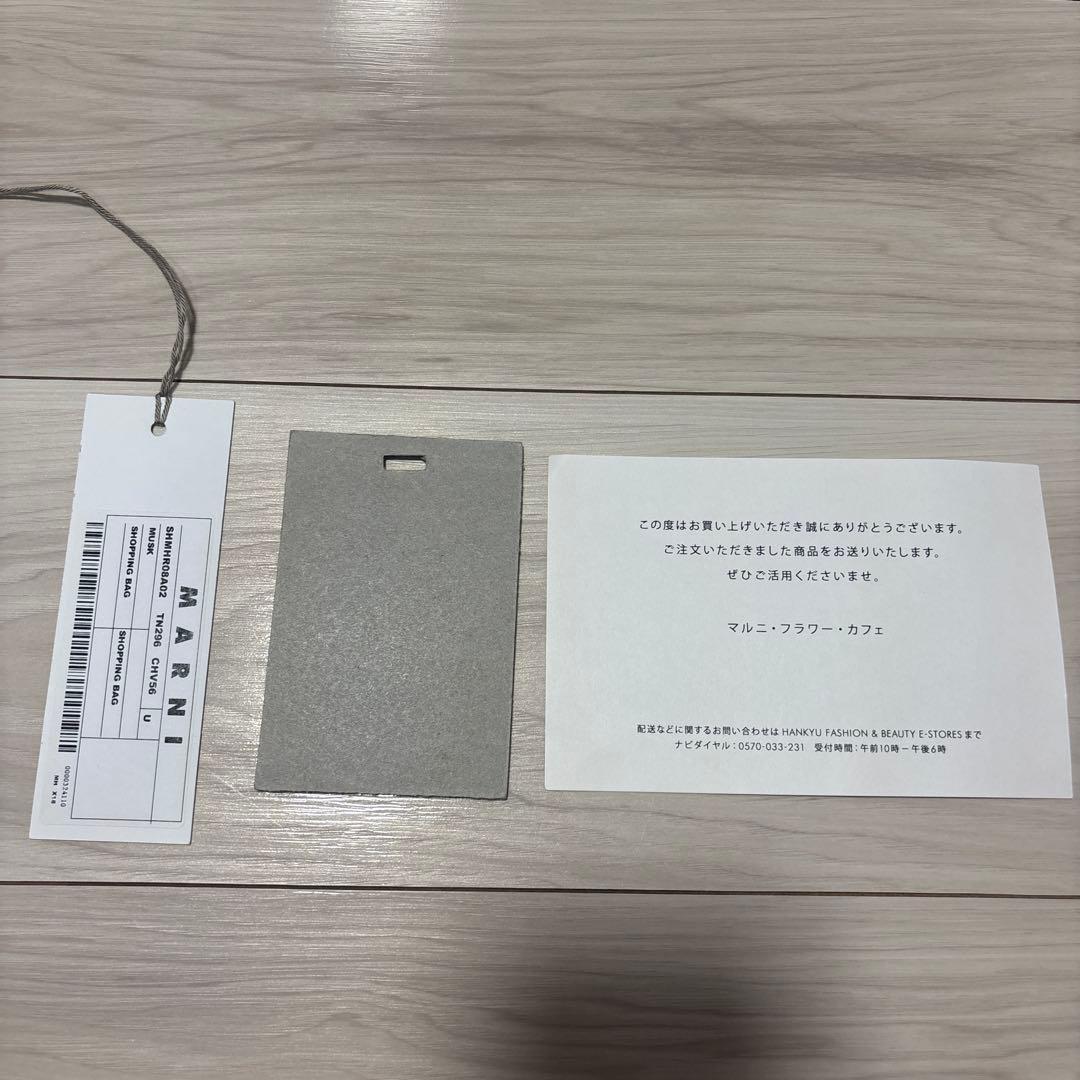 MARNI
SHMHR08A02 TN296 CHV56
MUSK U
SHOPPING BAG SHOPPING BAG
0000324110
MH X18
この度はお買い上げいただき誠にありがとうございます。
ご注文いただきました商品をお送りいたします。
ぜひご活用くださいませ。
マルニ・フラワー・カフェ
配送などに関するお問い合わせは HANKYU FASHION & BEAUTY E-STORES まで
ナビダイヤル：0570-033-231 受付時間：午前10時－午後6時